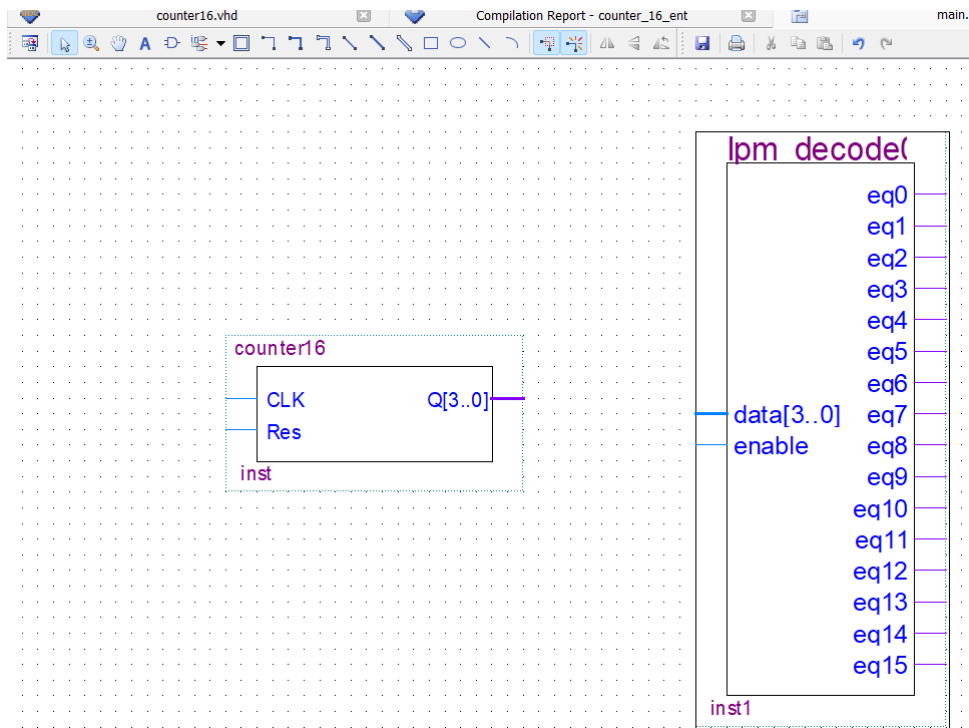 counter16.vhd
Compilation Report - counter_16_ent
main.
A
lpm_decode
eq0
eq1
eq2
eq3
eq4
eq5
eq6
data[3..0] eq7
enable eq8
eq9
eq10
eq11
eq12
eq13
eq14
eq15
inst1
counter16
CLK Q[3..0]
Res
inst